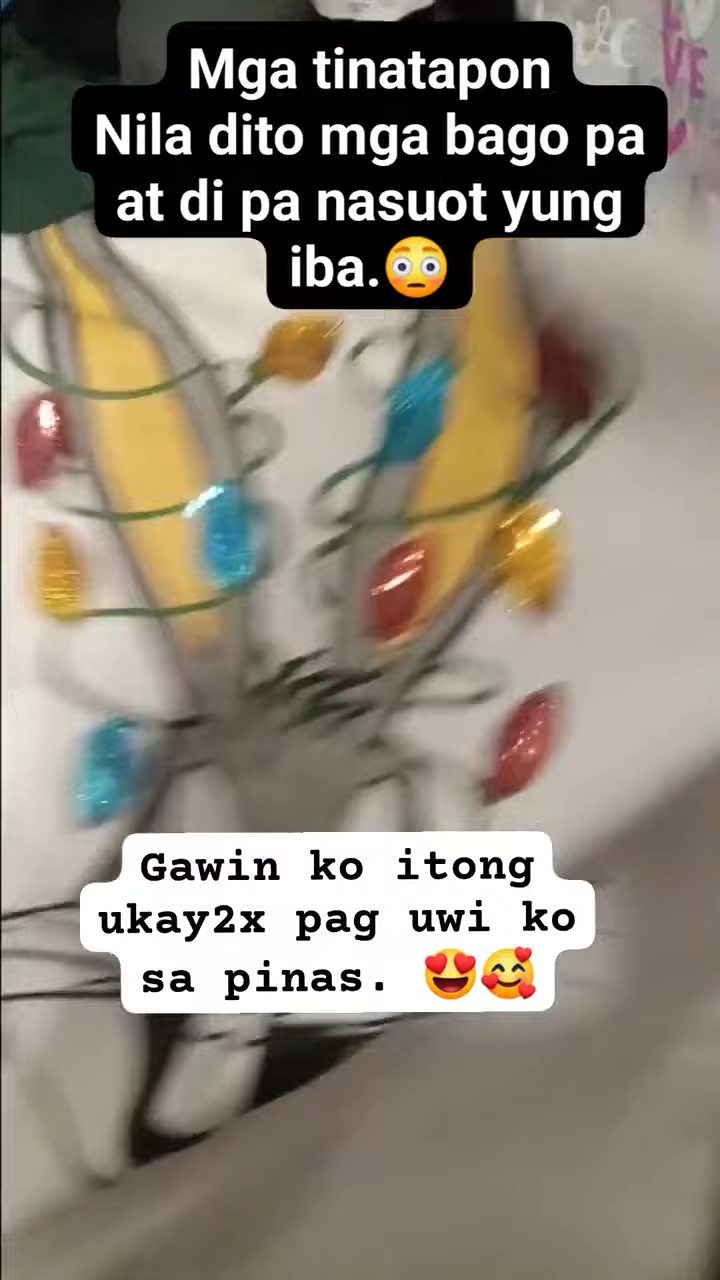 Mga tinatapon
Nila dito mga bago pa
at di pa nasuot yung
iba.😳
LOVE
Gawin ko itong
ukay2x pag uwi ko
sa pinas. 😍🥰